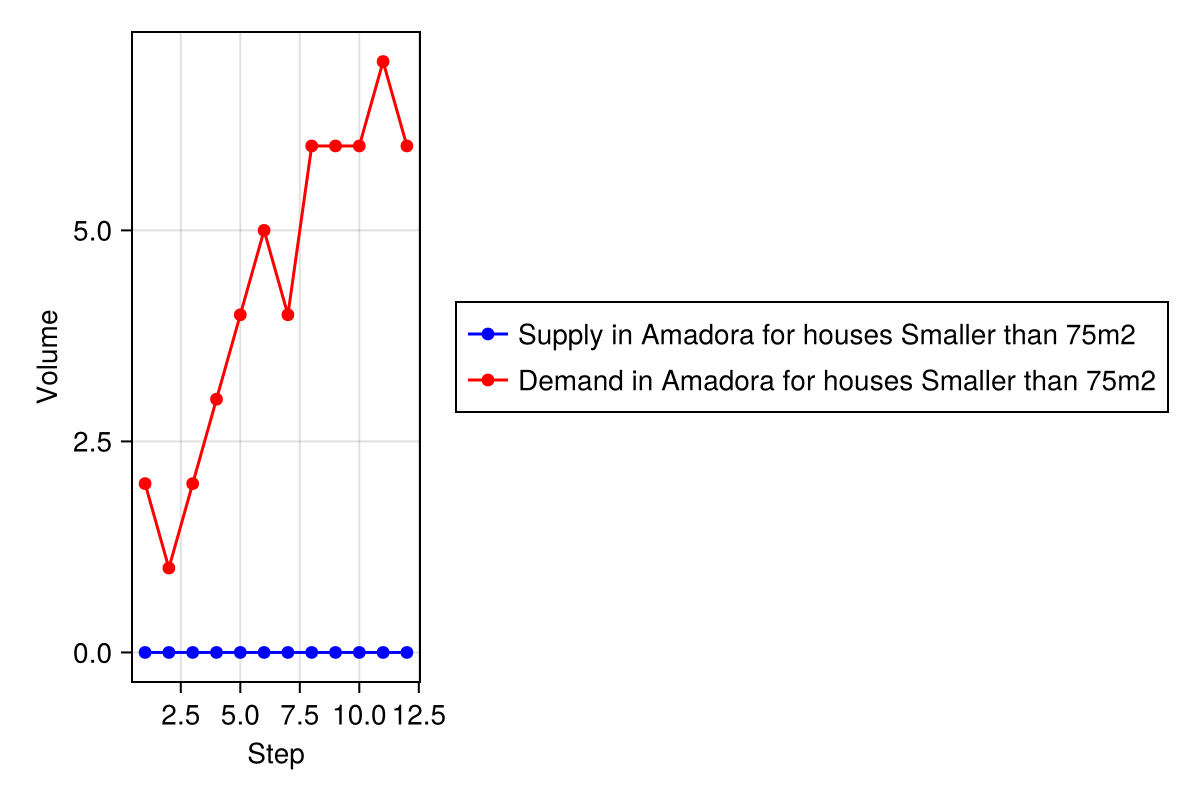 Volume
5.0
2.5
0.0
2.5 5.0 7.5 10.0 12.5
Step
Supply in Amadora for houses Smaller than 75m2
Demand in Amadora for houses Smaller than 75m2